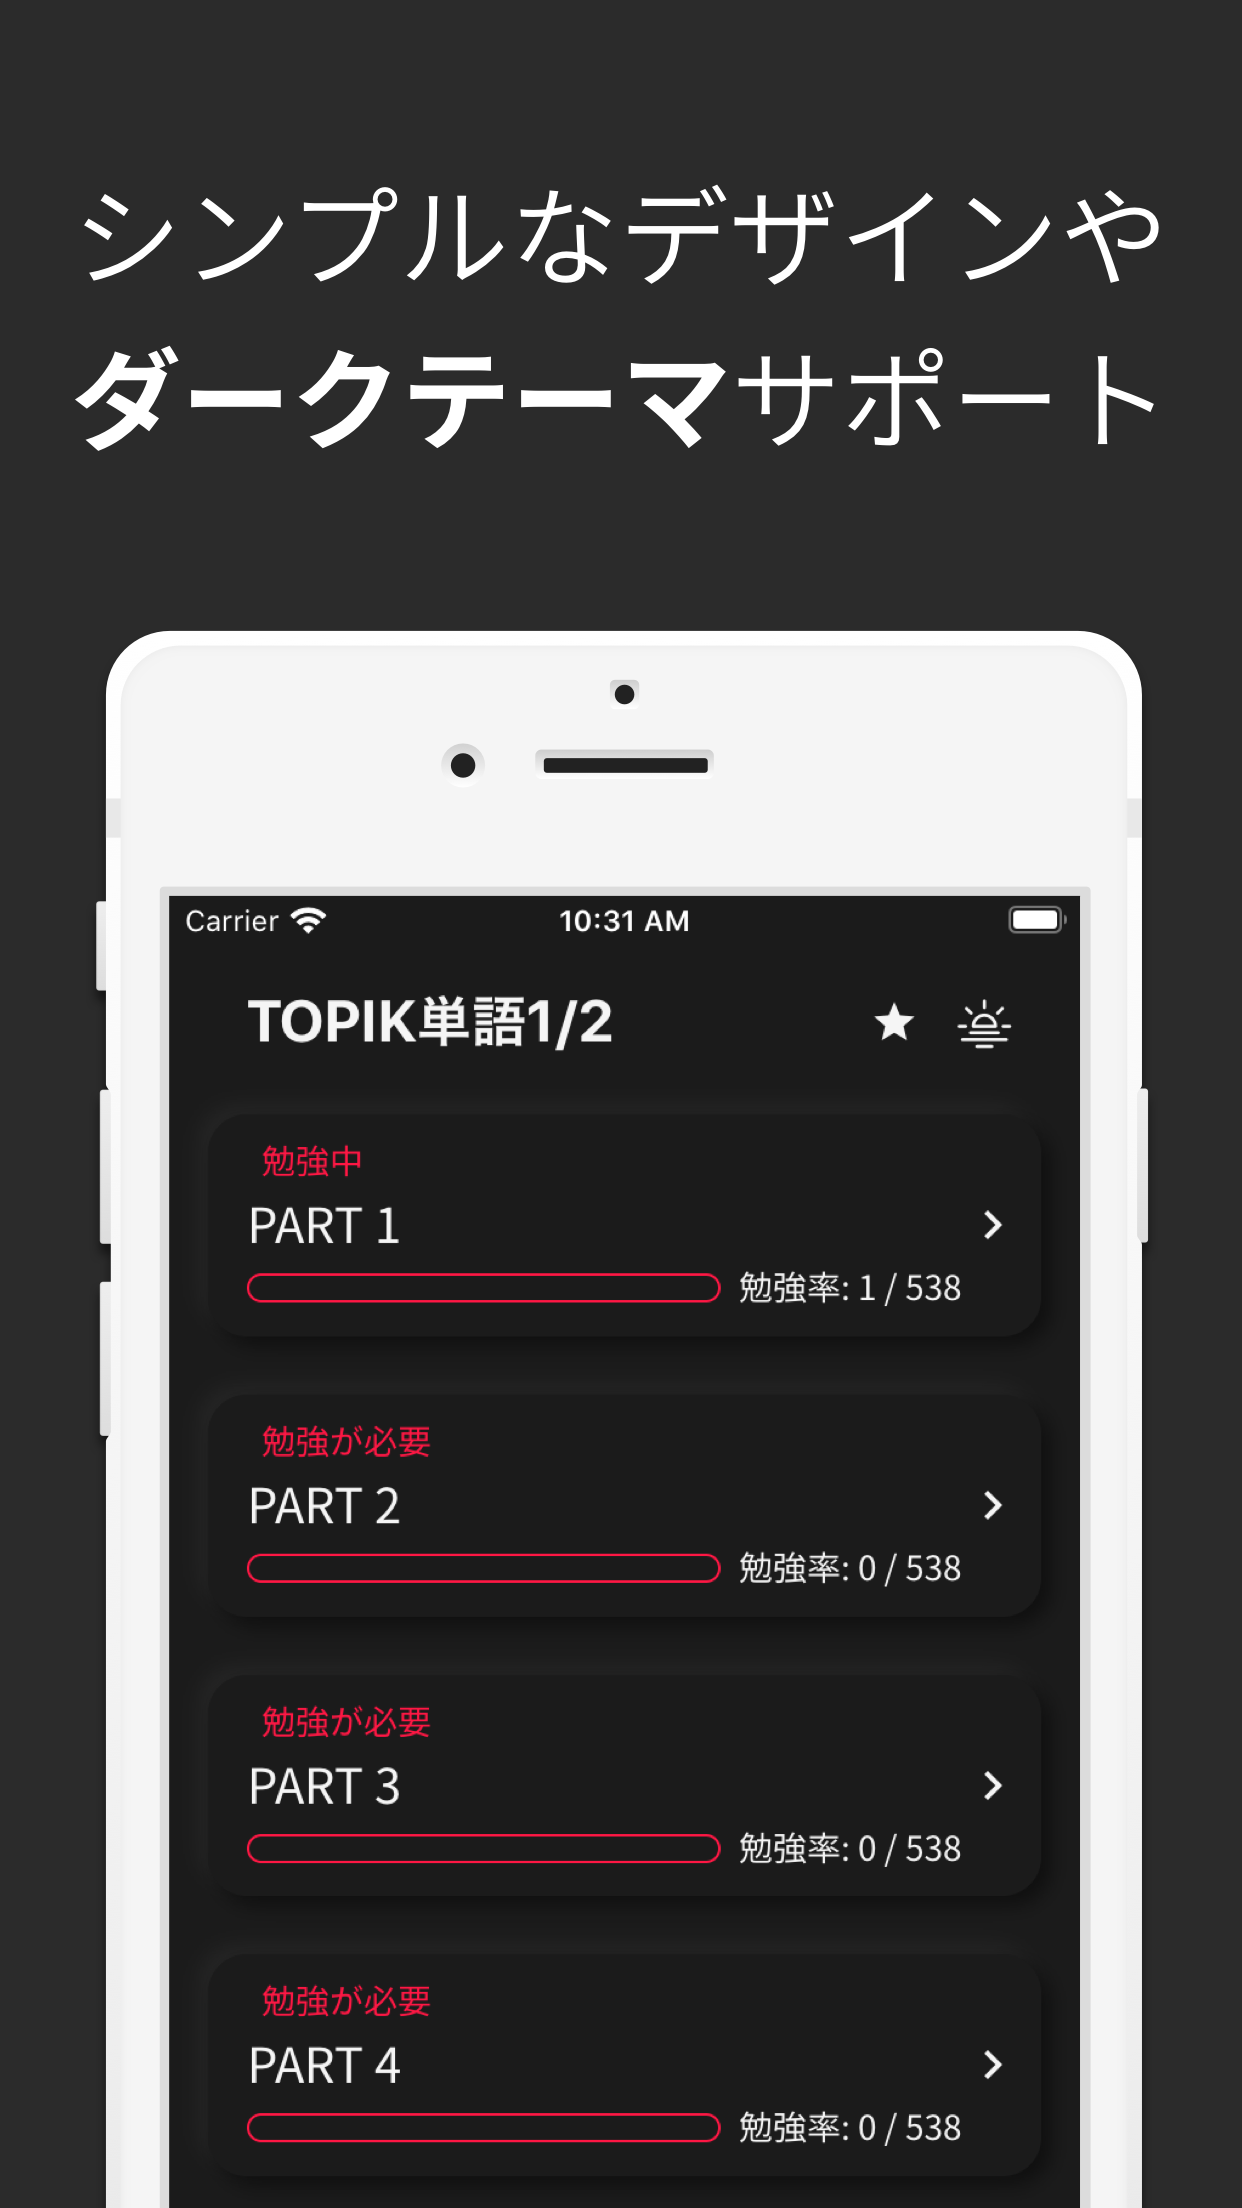 シンプルなデザインや
ダークテーマサポート
Carrier 10:31 AM
TOPIK単語1/2
勉強中
PART 1
勉強率: 1 / 538
勉強が必要
PART 2
勉強率: 0 / 538
勉強が必要
PART 3
勉強率: 0 / 538
勉強が必要
PART 4
勉強率: 0 / 538